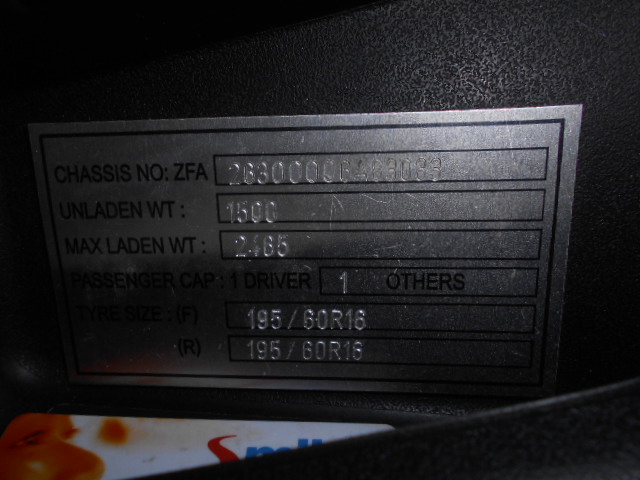 CHASSIS NO: ZFA
UNLADEN WT : 1500
MAX LADEN WT : 2465
PASSENGER CAP : 1 DRIVER 1 OTHERS
TYRE SIZE : (F) 195/60R16
(R) 195/60R16